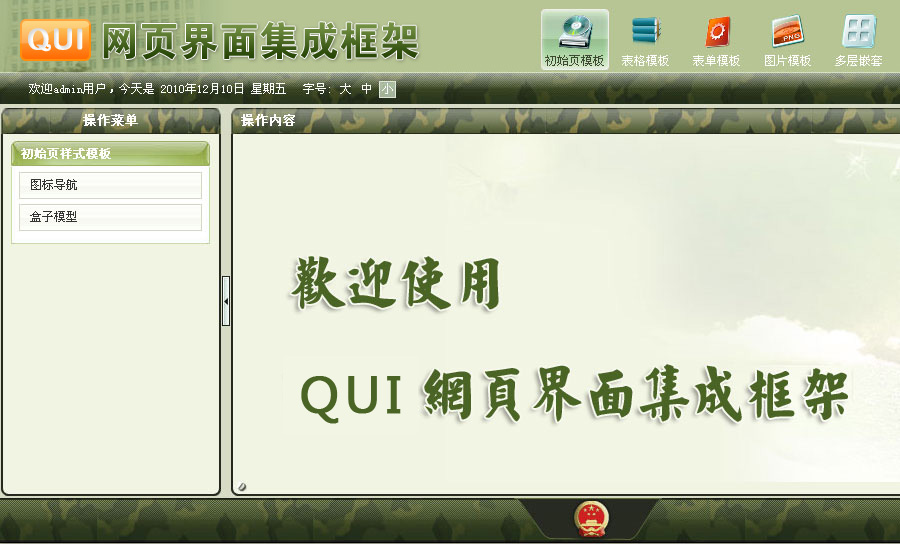 QUI 网页界面集成框架
初始页模板 表格模板 表单模板 图片模板 多层嵌套
欢迎admin用户，今天是 2010年12月10日 星期五 字号: 大 中 小
操作菜单
操作内容
初始页样式模板
图标导航
盒子模型
歡迎使用
QUI 網頁界面集成框架
PNG